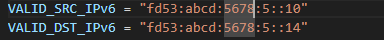 VALID_SRC_IPv6 = "fd53:abcd:5678:5::10"
VALID_DST_IPv6 = "fd53:abcd:5678:5::14"